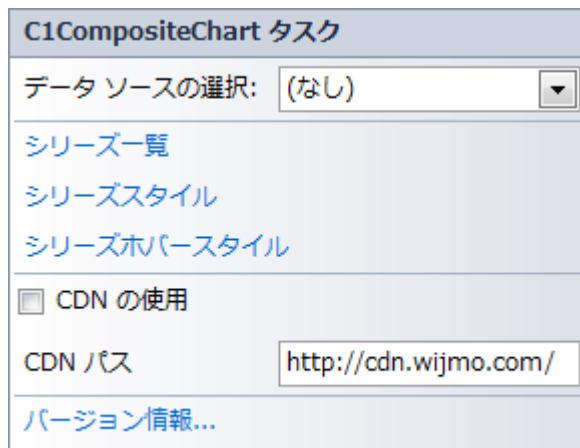 C1CompositeChart タスク
データ ソースの選択: (なし)
シリーズ一覧
シリーズスタイル
シリーズホバースタイル
CDN の使用
CDN パス http://cdn.wijmo.com/
バージョン情報...